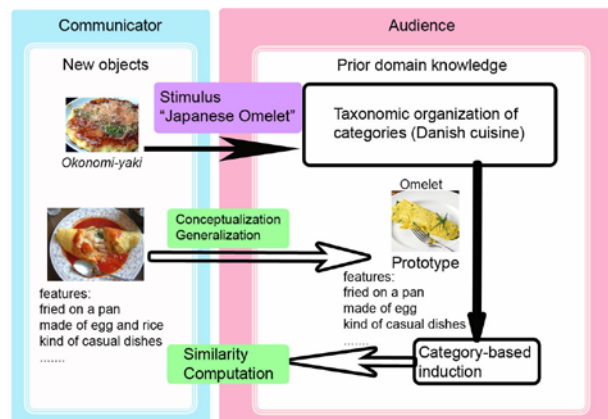 Communicator
Audience
New objects
Prior domain knowledge
Stimulus
“Japanese Omelet”
Taxonomic organization of
categories (Danish cuisine)
Okonomi-yaki
Omelet
Conceptualization
Generalization
Prototype
features:
fried on a pan
made of egg and rice
kind of casual dishes
.......
features:
fried on a pan
made of egg
kind of casual dishes
......
Similarity
Computation
Category-based
induction